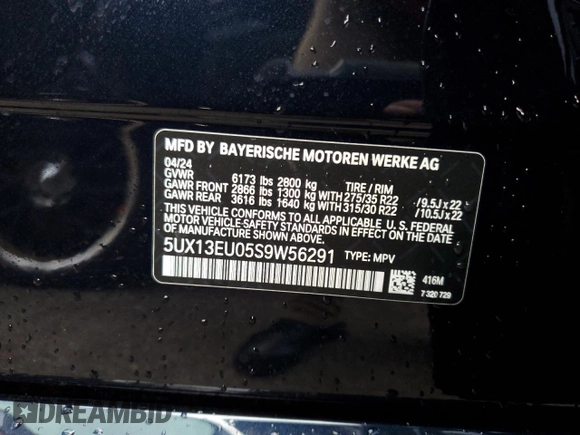 MFD BY BAYERISCHE MOTOREN WERKE AG
04/24
GVWR 6173 lbs 2800 kg TIRE / RIM
GAWR FRONT 2866 lbs 1300 kg WITH 275/35 R22 /9.5J x 22
GAWR REAR 3616 lbs 1640 kg WITH 315/30 R22 /10.5J x 22
THIS VEHICLE CONFORMS TO ALL APPLICABLE U. S. FEDERAL
MOTOR VEHICLE SAFETY STANDARDS IN EFFECT ON THE
DATE OF MANUFACTURE SHOWN ABOVE.
5UX13EU05S9W56291 TYPE: MPV
416M
7 320 729
DREAMBID